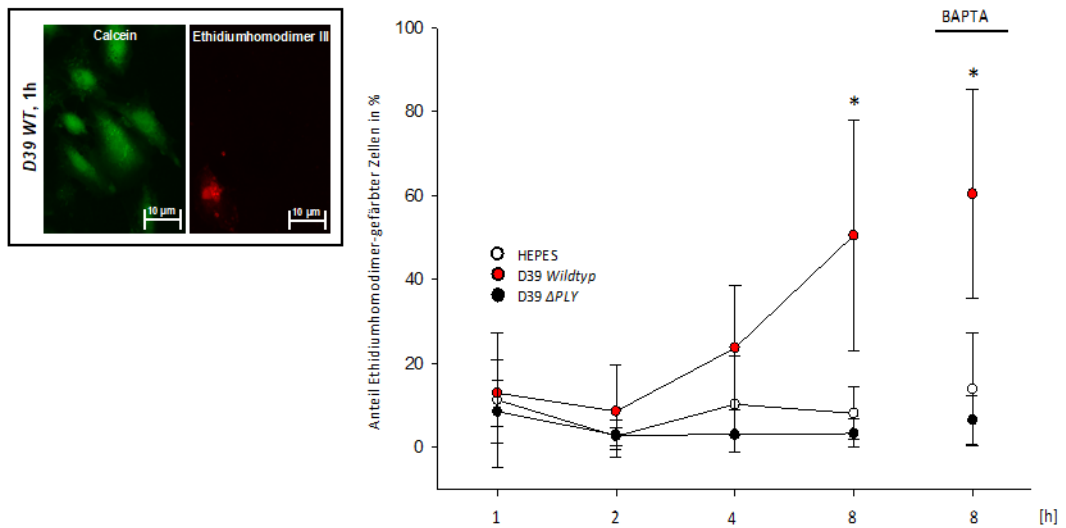 D39 WT, 1h
Calcein
Ethidiumhomodimer III
10 µm
10 µm
Anteil Ethidiumhomodimer-gefärbter Zellen in %
100
80
60
40
20
0
BAPTA
*
*
HEPES
D39 Wildtyp
D39 ΔPLY
1 2 4 8 8 [h]